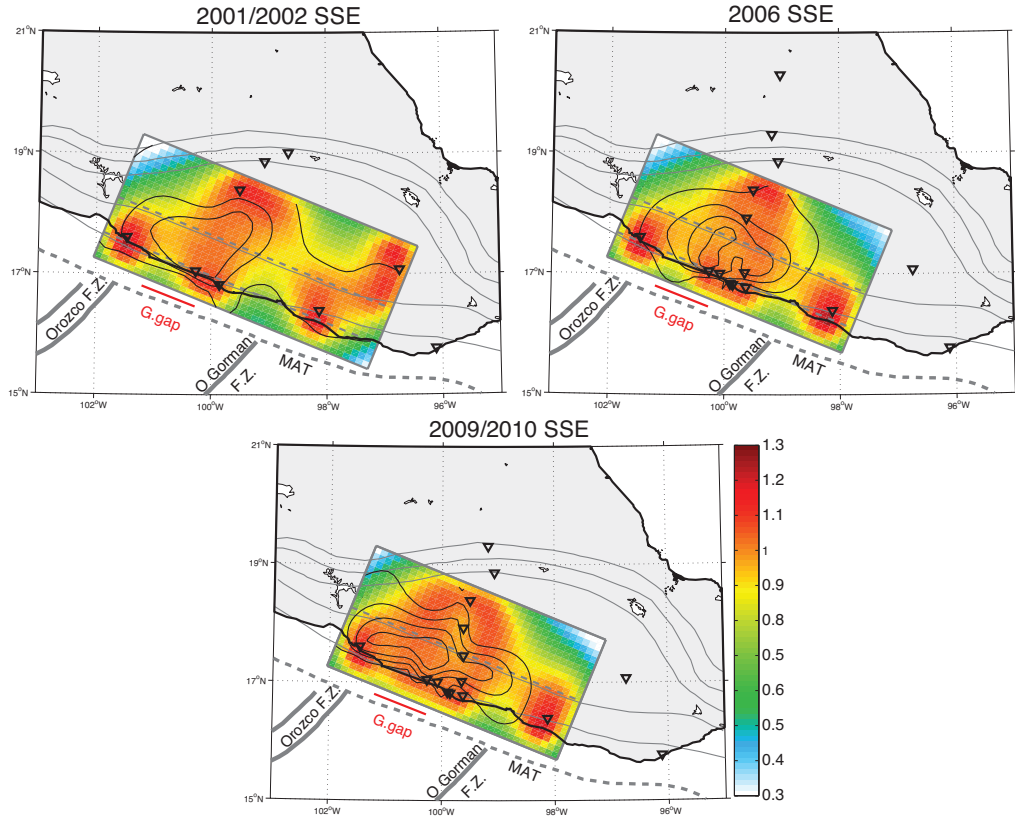 2001/2002 SSE
21°N
19°N
17°N
15°N
102°W
100°W
98°W
96°W
Orozco F.Z.
G.gap
O Gorman
F.Z.
MAT
2006 SSE
21°N
19°N
17°N
15°N
102°W
100°W
98°W
96°W
Orozco F.Z.
G.gap
O Gorman
F.Z.
MAT
2009/2010 SSE
21°N
19°N
17°N
15°N
102°W
100°W
98°W
96°W
Orozco F.Z.
G.gap
O Gorman
F.Z.
MAT
1.3
1.2
1.1
1
0.9
0.8
0.7
0.6
0.5
0.4
0.3